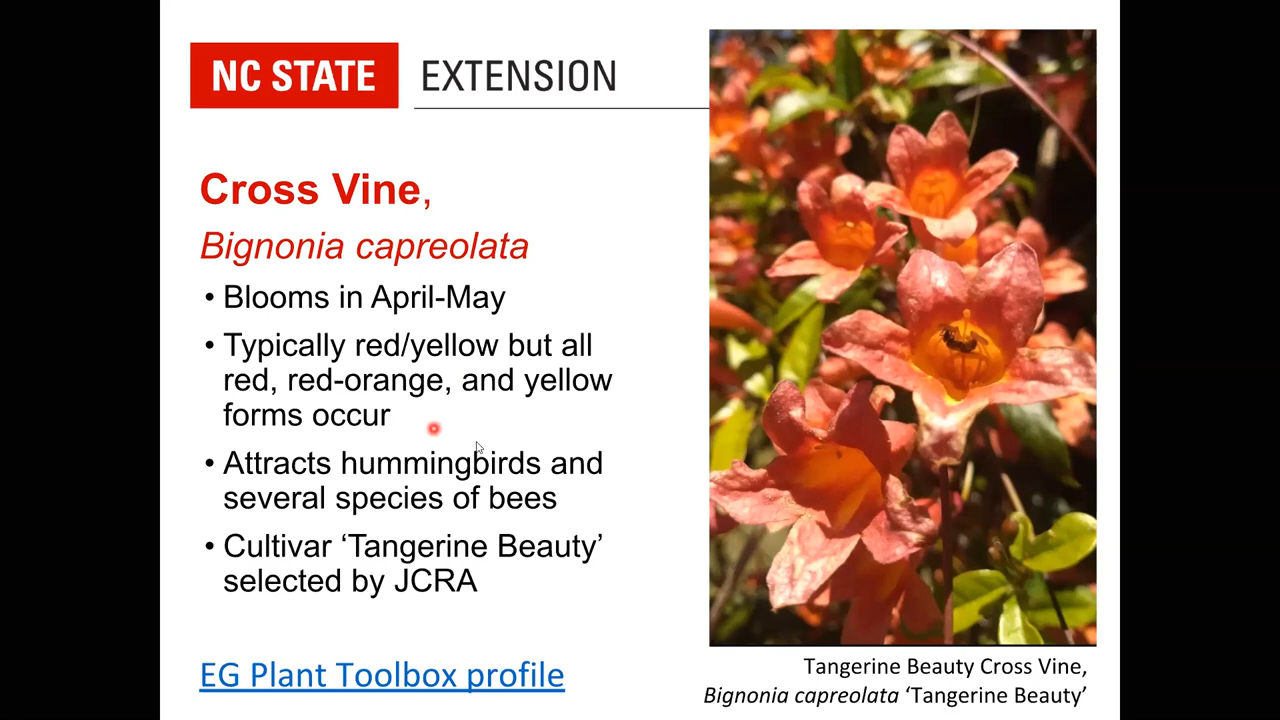 NC STATE EXTENSION
Cross Vine,
Bignonia capreolata
• Blooms in April-May
• Typically red/yellow but all
red, red-orange, and yellow
forms occur
• Attracts hummingbirds and
several species of bees
• Cultivar ‘Tangerine Beauty’
selected by JCRA
EG Plant Toolbox profile
Tangerine Beauty Cross Vine,
Bignonia capreolata ‘Tangerine Beauty’